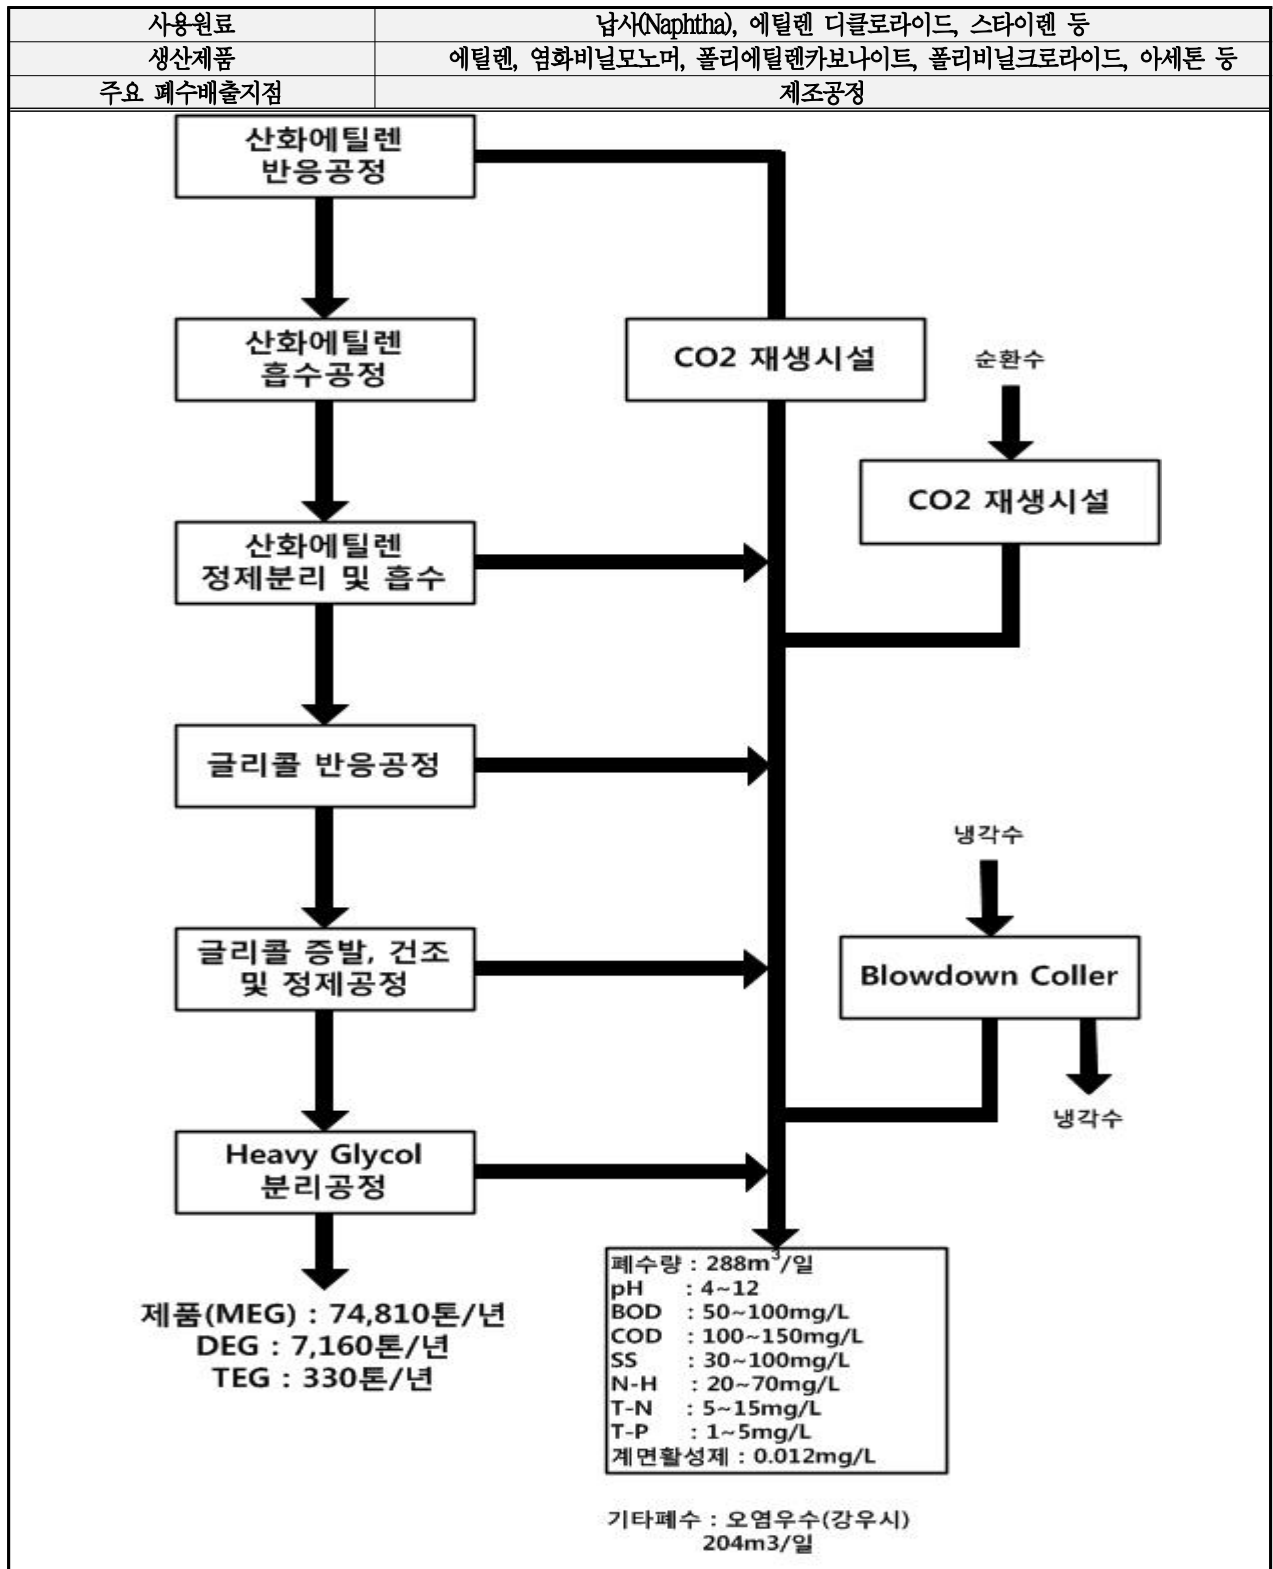 사용원료 납사(Naphtha), 에틸렌 디클로라이드, 스타이렌 등
생산제품 에틸렌, 염화비닐모노머, 폴리에틸렌카보나이트, 폴리비닐크로라이드, 아세톤 등
주요 폐수배출지점 제조공정
산화에틸렌
반응공정
산화에틸렌
흡수공정
CO2 재생시설
순환수
CO2 재생시설
산화에틸렌
정제분리 및 흡수
글리콜 반응공정
냉각수
글리콜 증발, 건조
및 정제공정
Blowdown Coller
냉각수
Heavy Glycol
분리공정
제품(MEG) : 74,810톤/년
DEG : 7,160톤/년
TEG : 330톤/년
폐수량 : 288m³/일
pH : 4~12
BOD : 50~100mg/L
COD : 100~150mg/L
SS : 30~100mg/L
N-H : 20~70mg/L
T-N : 5~15mg/L
T-P : 1~5mg/L
계면활성제 : 0.012mg/L
기타폐수 : 오염우수(강우시)
204m3/일